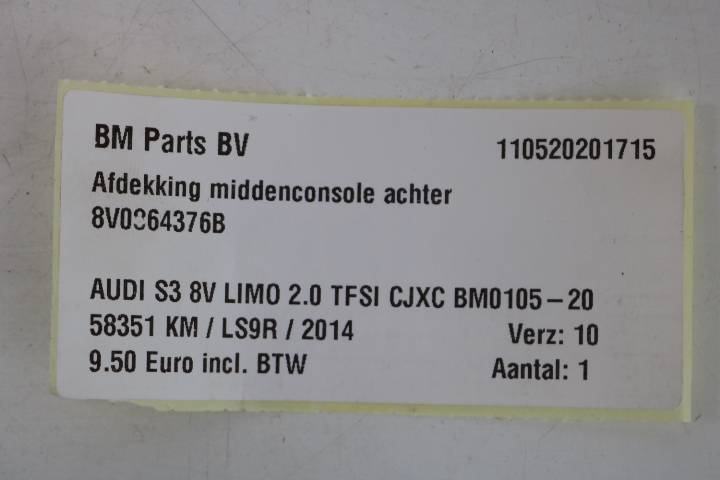 BM Parts BV 110520201715
Afdekking middenconsole achter
8V0864376B
AUDI S3 8V LIMO 2.0 TFSI CJXC BM0105-20
58351 KM / LS9R / 2014 Verz: 10
9.50 Euro incl. BTW Aantal: 1